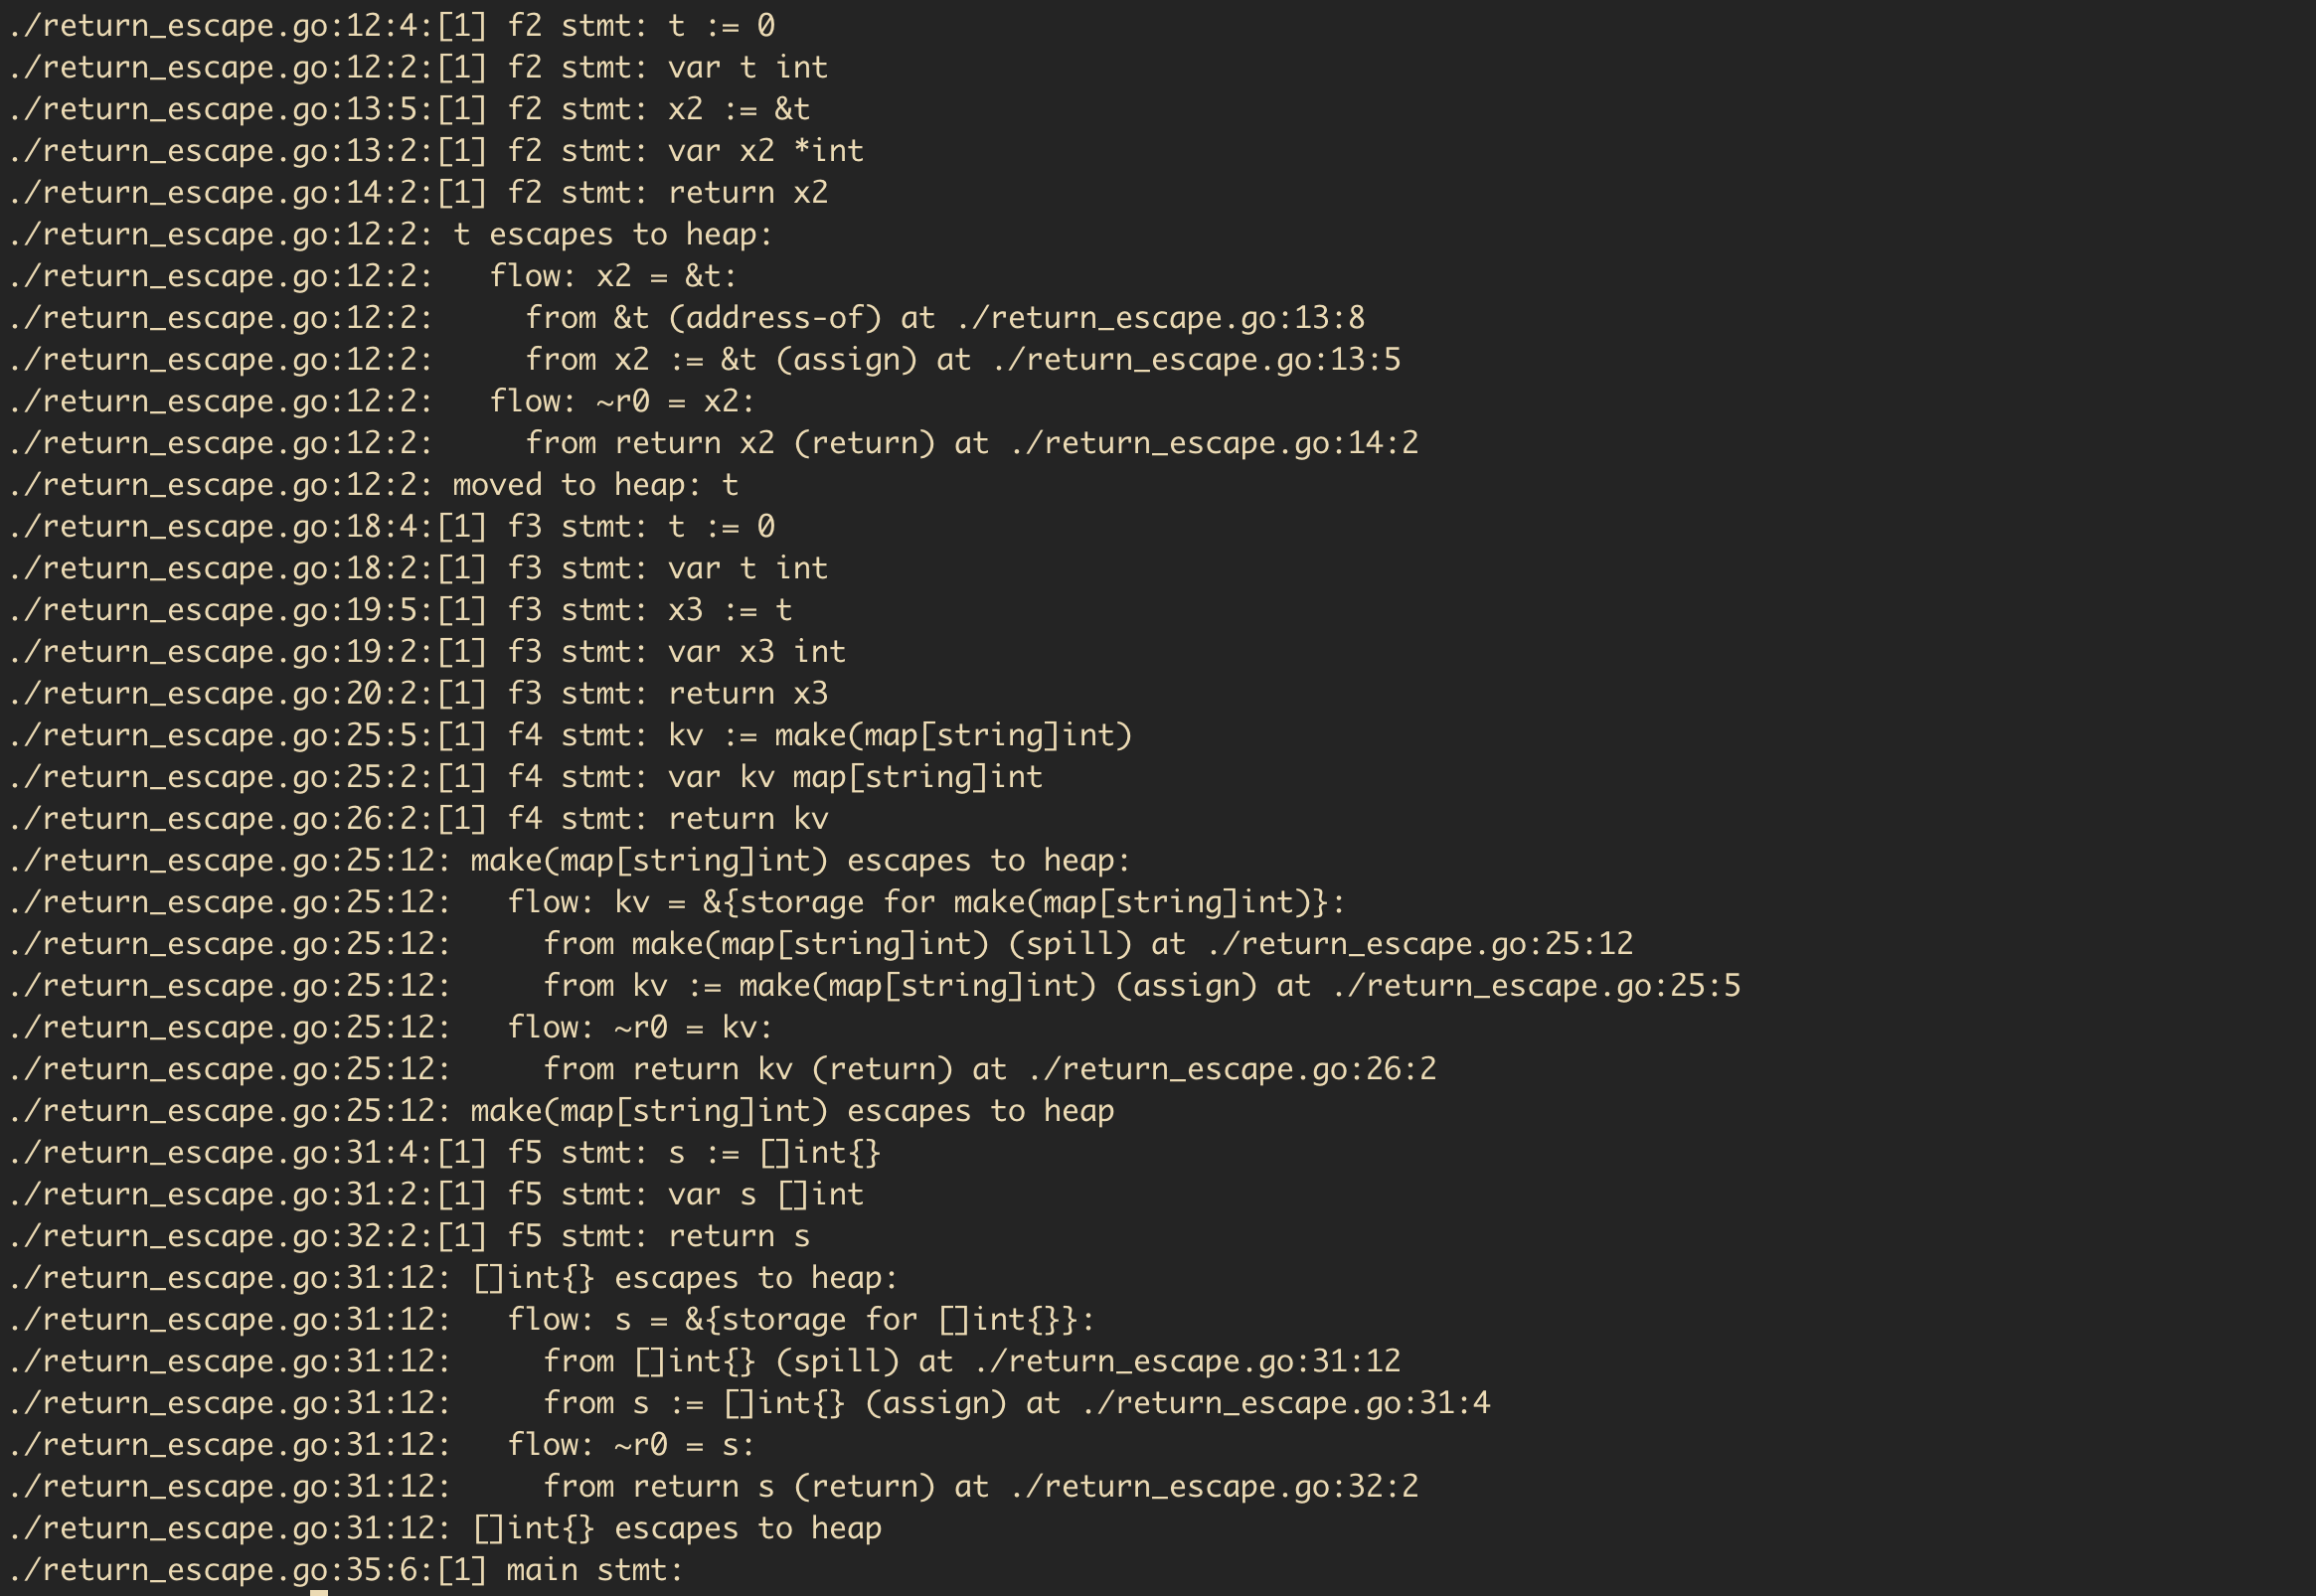 ./return_escape.go:12:4:[1] f2 stmt: t := 0
./return_escape.go:12:2:[1] f2 stmt: var t int
./return_escape.go:13:5:[1] f2 stmt: x2 := &t
./return_escape.go:13:2:[1] f2 stmt: var x2 *int
./return_escape.go:14:2:[1] f2 stmt: return x2
./return_escape.go:12:2: t escapes to heap:
./return_escape.go:12:2:   flow: x2 = &t:
./return_escape.go:12:2:     from &t (address-of) at ./return_escape.go:13:8
./return_escape.go:12:2:     from x2 := &t (assign) at ./return_escape.go:13:5
./return_escape.go:12:2:   flow: ~r0 = x2:
./return_escape.go:12:2:     from return x2 (return) at ./return_escape.go:14:2
./return_escape.go:12:2: moved to heap: t
./return_escape.go:18:4:[1] f3 stmt: t := 0
./return_escape.go:18:2:[1] f3 stmt: var t int
./return_escape.go:19:5:[1] f3 stmt: x3 := t
./return_escape.go:19:2:[1] f3 stmt: var x3 int
./return_escape.go:20:2:[1] f3 stmt: return x3
./return_escape.go:25:5:[1] f4 stmt: kv := make(map[string]int)
./return_escape.go:25:2:[1] f4 stmt: var kv map[string]int
./return_escape.go:26:2:[1] f4 stmt: return kv
./return_escape.go:25:12: make(map[string]int) escapes to heap:
./return_escape.go:25:12:   flow: kv = &{storage for make(map[string]int)}:
./return_escape.go:25:12:     from make(map[string]int) (spill) at ./return_escape.go:25:12
./return_escape.go:25:12:     from kv := make(map[string]int) (assign) at ./return_escape.go:25:5
./return_escape.go:25:12:   flow: ~r0 = kv:
./return_escape.go:25:12:     from return kv (return) at ./return_escape.go:26:2
./return_escape.go:25:12: make(map[string]int) escapes to heap
./return_escape.go:31:4:[1] f5 stmt: s := []int{}
./return_escape.go:31:2:[1] f5 stmt: var s []int
./return_escape.go:32:2:[1] f5 stmt: return s
./return_escape.go:31:12: []int{} escapes to heap:
./return_escape.go:31:12:   flow: s = &{storage for []int{}}:
./return_escape.go:31:12:     from []int{} (spill) at ./return_escape.go:31:12
./return_escape.go:31:12:     from s := []int{} (assign) at ./return_escape.go:31:4
./return_escape.go:31:12:   flow: ~r0 = s:
./return_escape.go:31:12:     from return s (return) at ./return_escape.go:32:2
./return_escape.go:31:12: []int{} escapes to heap
./return_escape.go:35:6:[1] main stmt: